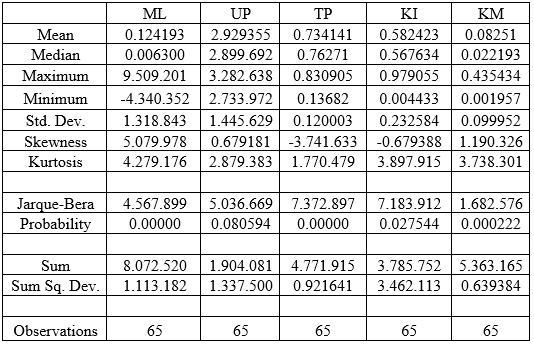 ML UP TP KI KM
Mean 0.124193 2.929355 0.734141 0.582423 0.08251
Median 0.006300 2.899.692 0.76271 0.567634 0.022193
Maximum 9.509.201 3.282.638 0.830905 0.979055 0.435434
Minimum -4.340.352 2.733.972 0.13682 0.004433 0.001957
Std. Dev. 1.318.843 1.445.629 0.120003 0.232584 0.099952
Skewness 5.079.978 0.679181 -3.741.633 -0.679388 1.190.326
Kurtosis 4.279.176 2.879.383 1.770.479 3.897.915 3.738.301
Jarque-Bera 4.567.899 5.036.669 7.372.897 7.183.912 1.682.576
Probability 0.00000 0.080594 0.00000 0.027544 0.000222
Sum 8.072.520 1.904.081 4.771.915 3.785.752 5.363.165
Sum Sq. Dev. 1.113.182 1.337.500 0.921641 3.462.113 0.639384
Observations 65 65 65 65 65